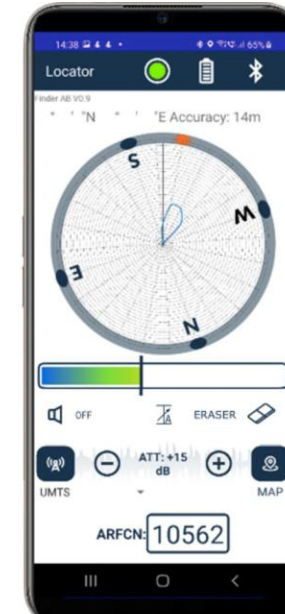 14:38 65%
Locator
Finder AB V0.9
° ' "N ° ' "E Accuracy: 14m
S
W
E
N
OFF A ERASER
ATT: +15
dB
UMTS MAP
ARFCN: 10562